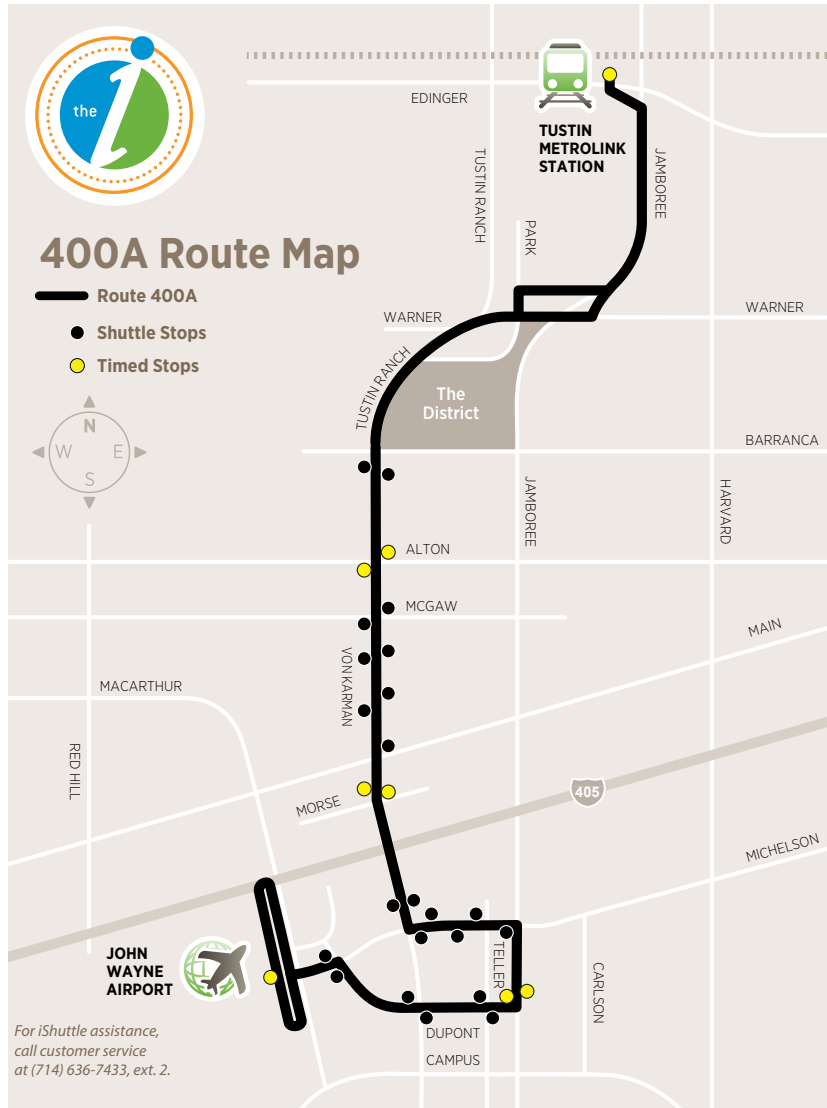 the i
EDINGER
TUSTIN
METROLINK
STATION
TUSTIN RANCH
JAMBOREE
PARK
400A Route Map
Route 400A
Shuttle Stops
Timed Stops
WARNER
WARNER
TUSTIN RANCH
The
District
N
W E
S
BARRANCA
JAMBOREE
HARVARD
ALTON
MCGAW
MAIN
VON KARMAN
MACARTHUR
RED HILL
405
MORSE
MICHELSON
JOHN
WAYNE
AIRPORT
TELLER
CARLSON
DUPONT
CAMPUS
For iShuttle assistance,
call customer service
at (714) 636-7433, ext. 2.